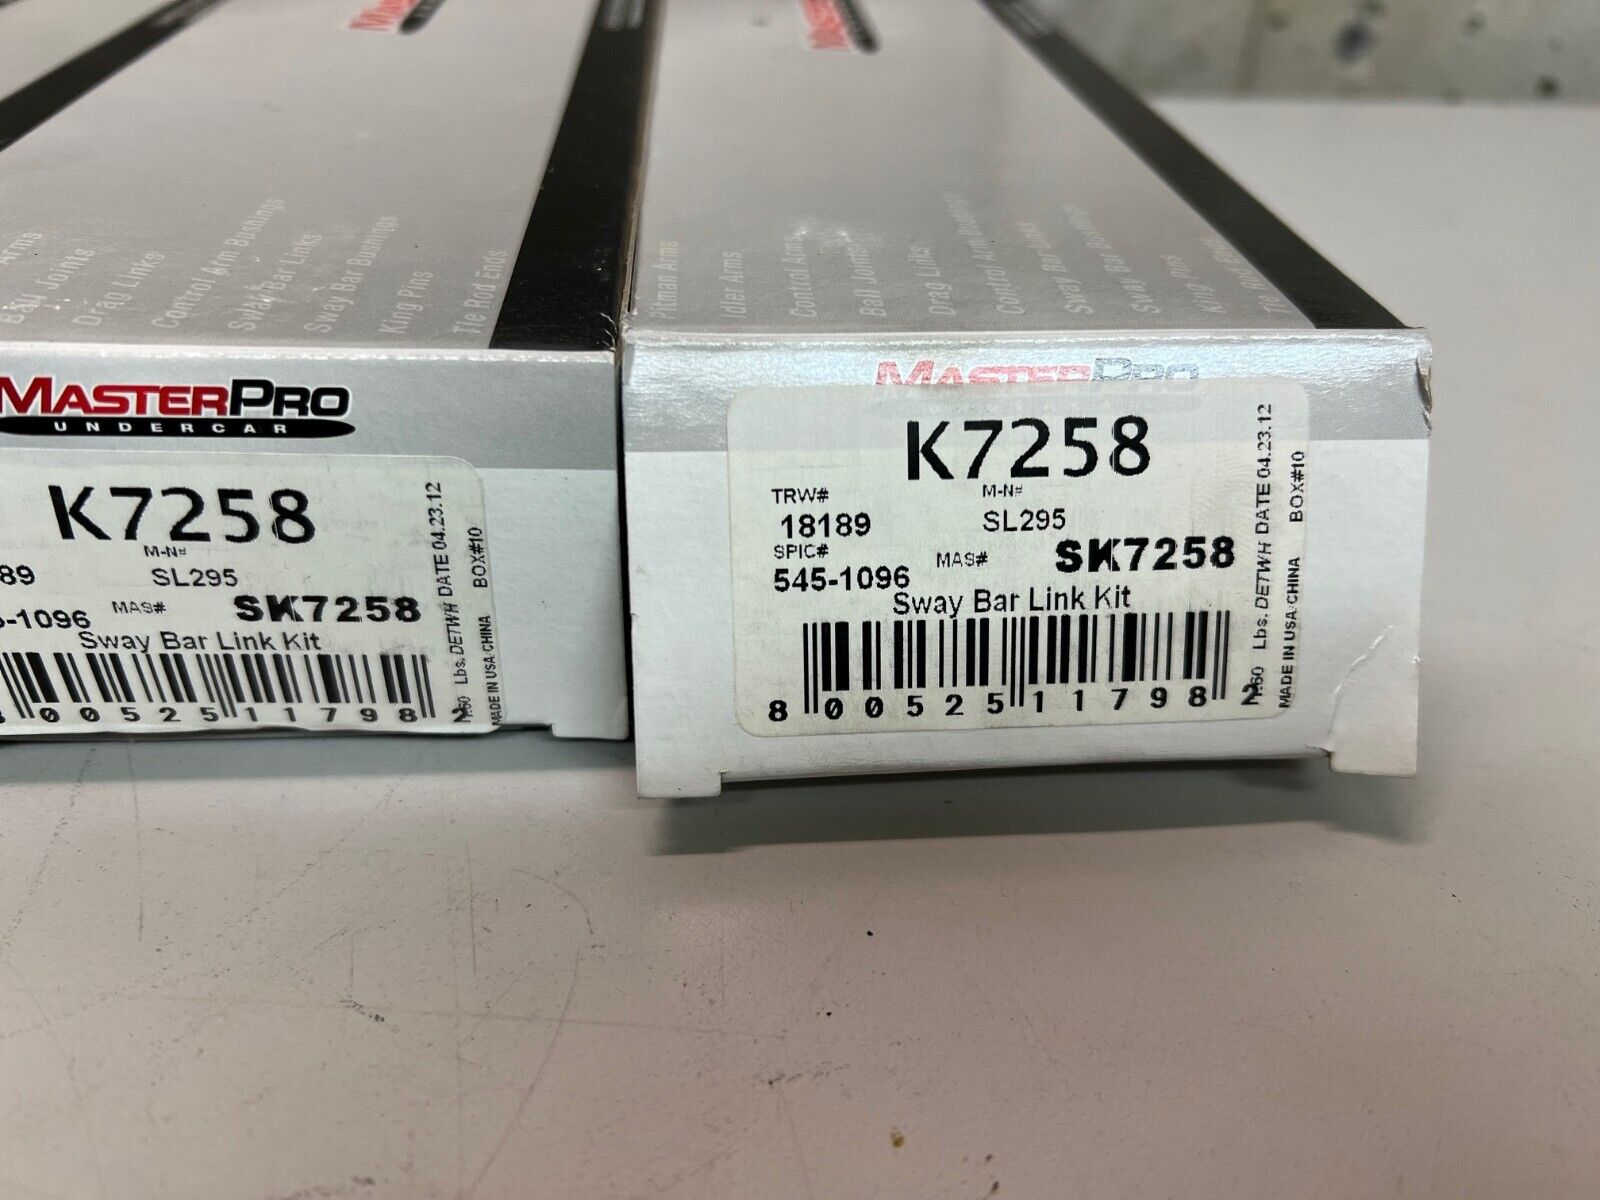 Arms
Ball Joints
Drag Links
Control Arm Bushings
Sway Bar Links
Sway Bar Bushings
King Pins
Tie Rod Ends
MASTERPRO
UNDERCAR
K7258
M-N#
89
SL295
MAS# SK7258
5-1096
Sway Bar Link Kit
00525 11798 2
.60 Lbs. DETWH DATE 04.23.12
MADE IN USA/CHINA BOX#10
Pitman Arms
Idler Arms
Control Arms
Ball Joints
Drag Links
Control Arm Bushings
Sway Bar Links
Sway Bar Bushings
King Pins
Tie Rod Ends
MASTERPRO
K7258
TRW# M-N#
18189 SL295
SPIC# MAS# SK7258
545-1096
Sway Bar Link Kit
8 00525 11798 2
.60 Lbs. DETWH DATE 04.23.12
MADE IN USA/CHINA BOX#10